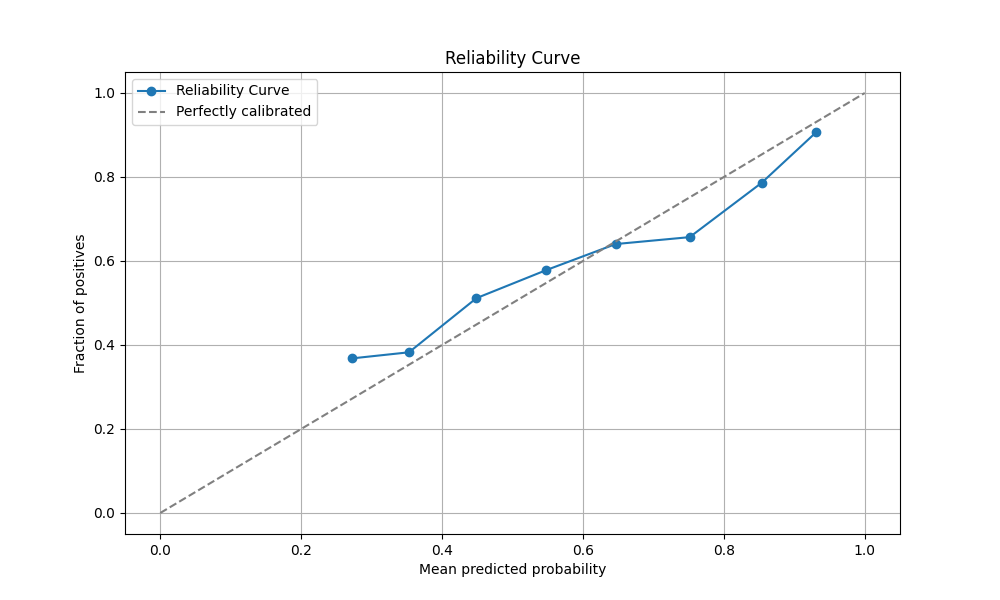 Reliability Curve
Reliability Curve
Perfectly calibrated
1.0
0.8
0.6
0.4
0.2
0.0
Fraction of positives
0.0 0.2 0.4 0.6 0.8 1.0
Mean predicted probability